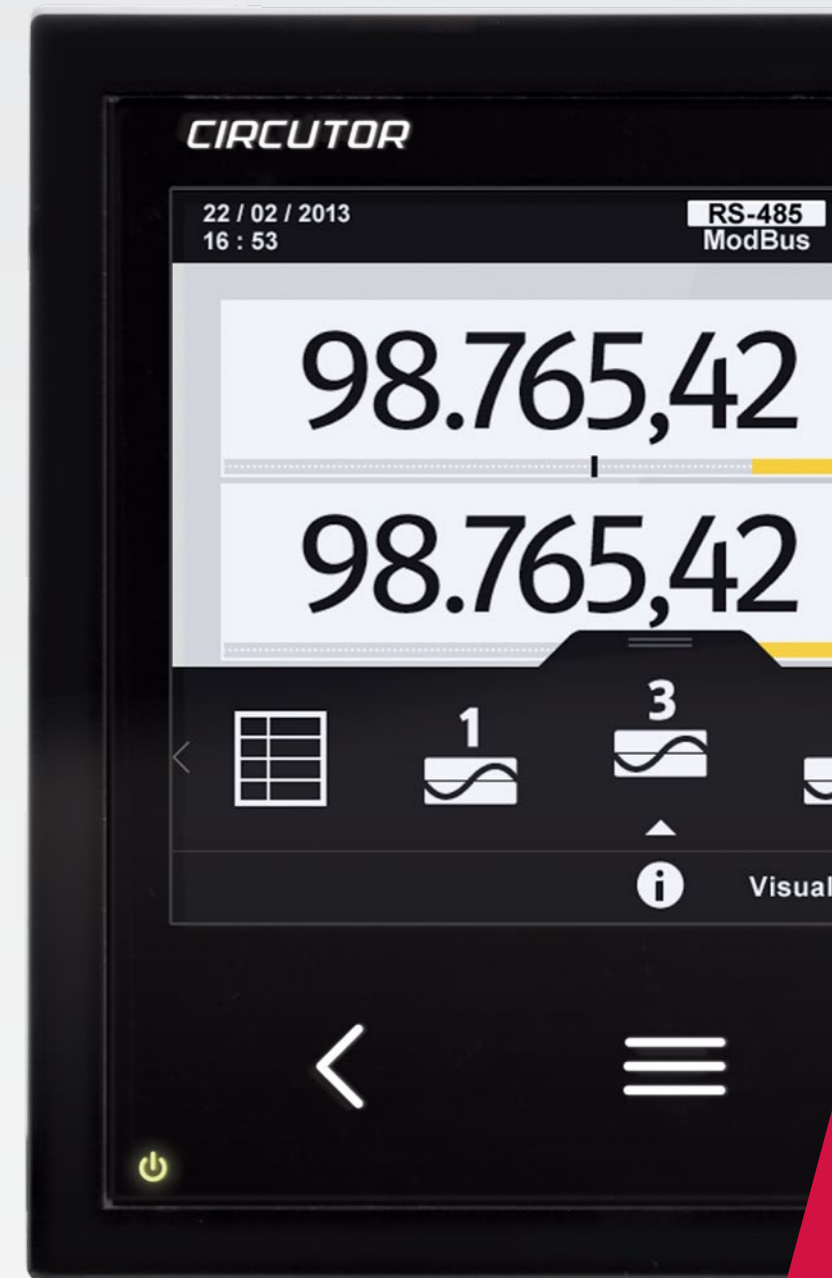 CIRCUTOR
22 / 02 / 2013
16 : 53
RS-485
ModBus
98.765,42
98.765,42
1
3
i
Visual